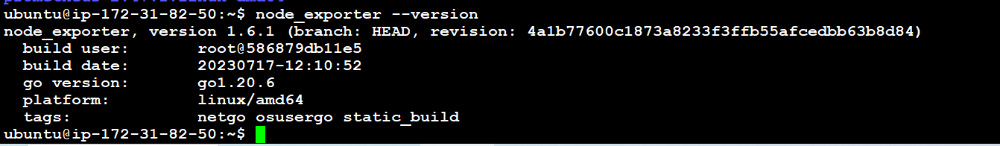 ubuntu@ip-172-31-82-50:~$ node_exporter --version
node_exporter, version 1.6.1 (branch: HEAD, revision: 4a1b77600c1873a8233f3ffb55afcedbb63b8d84)
  build user:       root@586879db11e5
  build date:       20230717-12:10:52
  go version:       go1.20.6
  platform:         linux/amd64
  tags:             netgo osusergo static_build
ubuntu@ip-172-31-82-50:~$